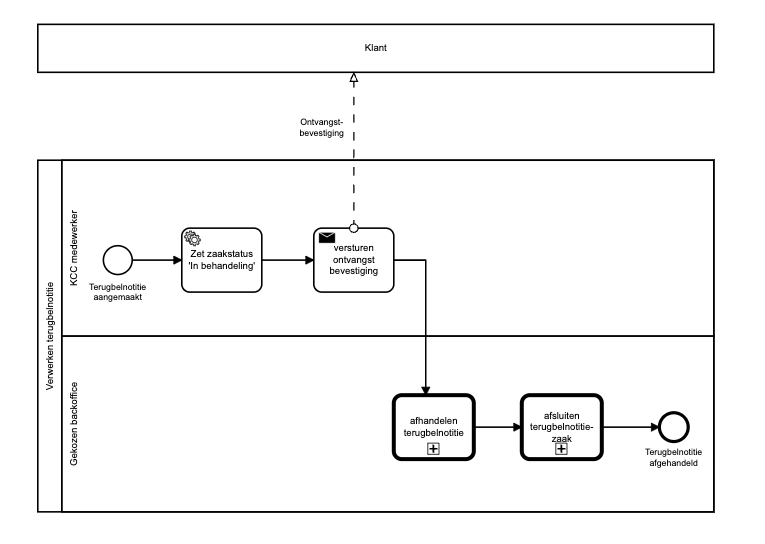 Klant
Ontvangst-
bevestiging
Verwerken terugbelnotitie
KCC medewerker
Terugbelnotitie
aangemaakt
Zet zaakstatus
'In behandeling'
versturen
ontvangst
bevestiging
Gekozen backoffice
afhandelen
terugbelnotitie
afsluiten
terugbelnotitie-
zaak
Terugbelnotitie
afgehandeld